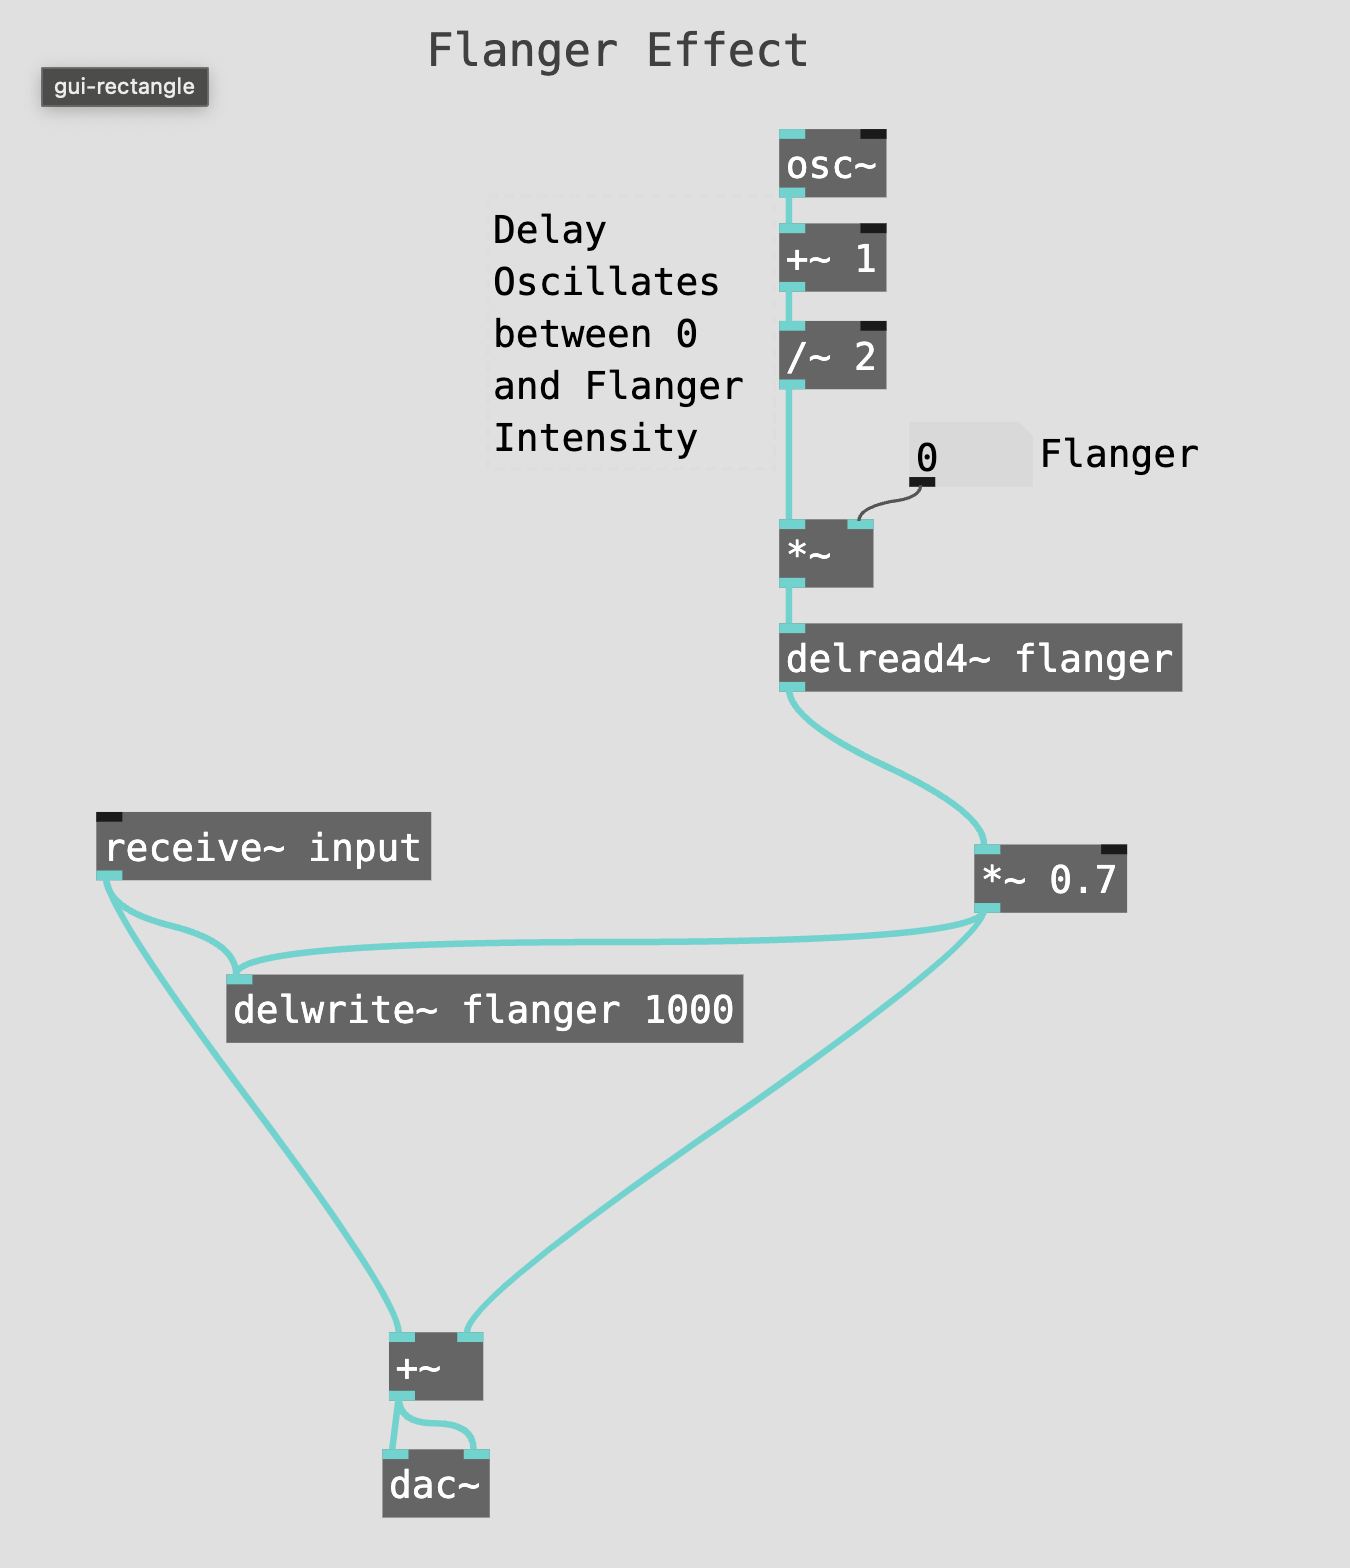 Flanger Effect
gui-rectangle
osc~
+~ 1
/~ 2
Delay
Oscillates
between 0
and Flanger
Intensity
0
Flanger
*~
delread4~ flanger
receive~ input
*~ 0.7
delwrite~ flanger 1000
+~
dac~